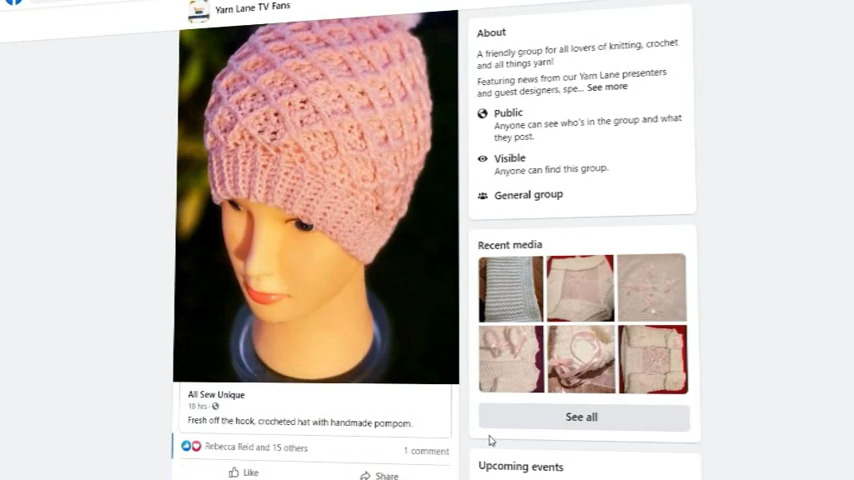 Yarn Lane TV Fans
All Sew Unique
18 hrs ·
Fresh off the hook, crocheted hat with handmade pompom.
Rebecca Reid and 15 others
1 comment
Like
Share
About
A friendly group for all lovers of knitting, crochet
and all things yarn!
Featuring news from our Yarn Lane presenters
and guest designers, spe... See more
Public
Anyone can see who's in the group and what
they post.
Visible
Anyone can find this group.
General group
Recent media
See all
Upcoming events